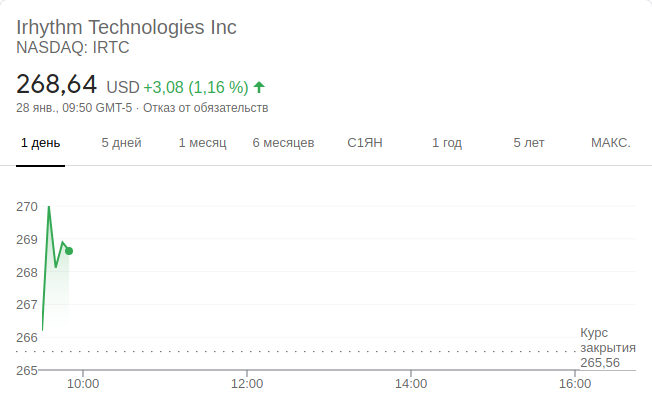 Irhythm Technologies Inc
NASDAQ: IRTC
268,64 USD +3,08 (1,16 %)
28 янв., 09:50 GMT-5 · Отказ от обязательств
1 день 5 дней 1 месяц 6 месяцев С1ЯН 1 год 5 лет МАКС.
270
269
268
267
266
265
Курс
закрытия
265,56
10:00 12:00 14:00 16:00